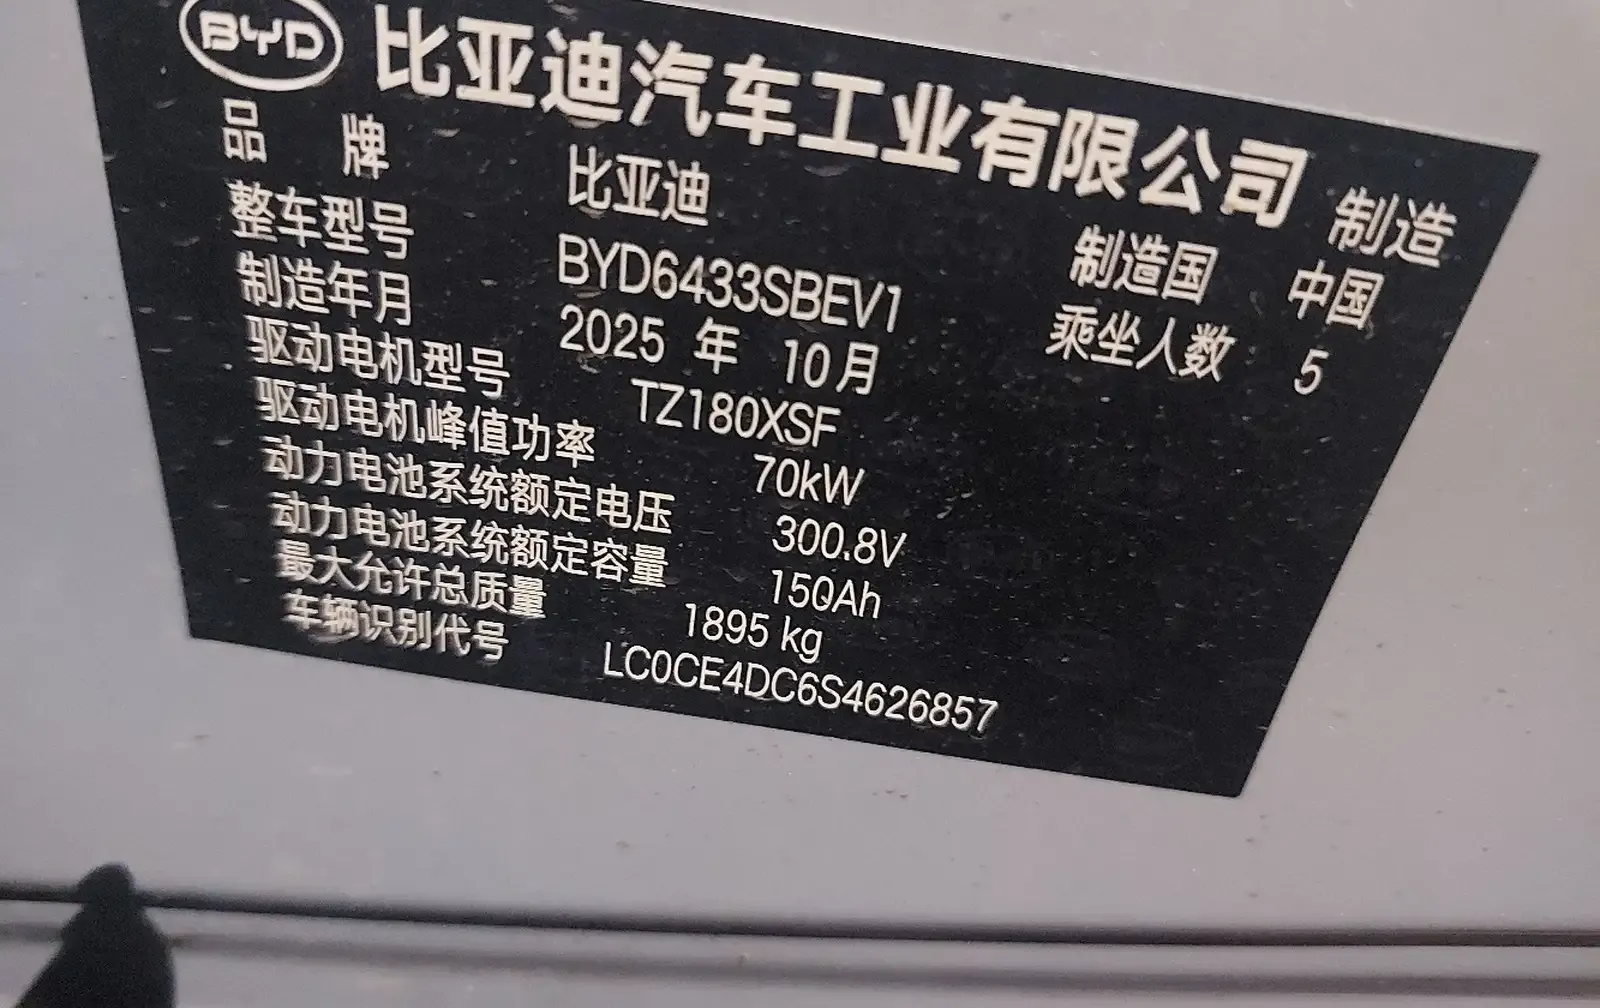 BYD 比亚迪汽车工业有限公司 制造
品 牌 比亚迪 制造国 中国
整车型号 BYD6433SBEV1 乘坐人数 5
制造年月 2025 年 10月
驱动电机型号 TZ180XSF
驱动电机峰值功率 70kW
动力电池系统额定电压 300.8V
动力电池系统额定容量 150Ah
最大允许总质量 1895 kg
车辆识别代号 LC0CE4DC6S4626857